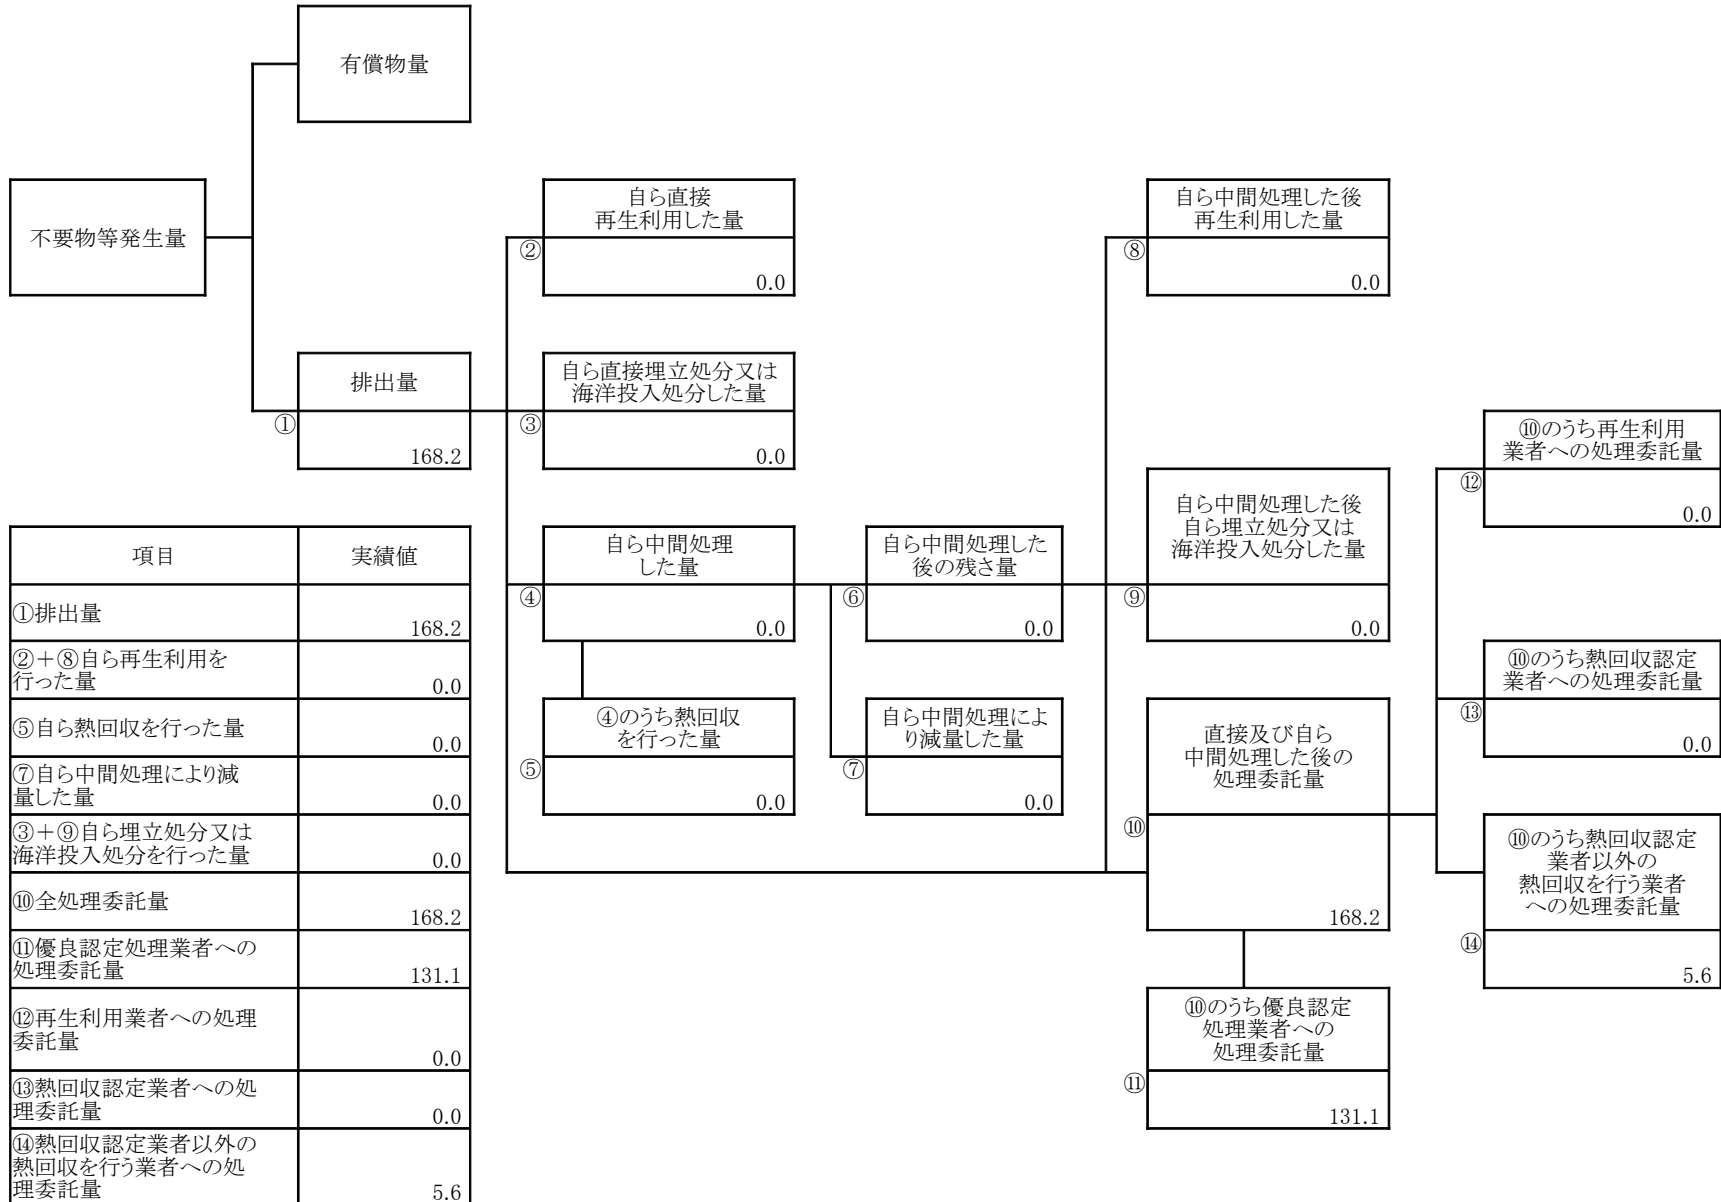 有償物量
不要物等発生量
自ら直接
再生利用した量
②
0.0
自ら中間処理した後
再生利用した量
⑧
0.0
排出量
①
168.2
自ら直接埋立処分又は
海洋投入処分した量
③
0.0
⑩のうち再生利用
業者への処理委託量
⑫
0.0
自ら中間処理
した量
④
0.0
自ら中間処理した
後の残さ量
⑥
0.0
自ら中間処理した後
自ら埋立処分又は
海洋投入処分した量
⑨
0.0
⑩のうち熱回収認定
業者への処理委託量
⑬
0.0
④のうち熱回収
を行った量
⑤
0.0
自ら中間処理によ
り減量した量
⑦
0.0
直接及び自ら
中間処理した後の
処理委託量
⑩
168.2
⑩のうち熱回収認定
業者以外の
熱回収を行う業者
への処理委託量
⑭
5.6
⑩のうち優良認定
処理業者への
処理委託量
⑪
131.1
項目 実績値
①排出量
168.2
②＋⑧自ら再生利用を
行った量 0.0
⑤自ら熱回収を行った量
0.0
⑦自ら中間処理により減
量した量 0.0
③＋⑨自ら埋立処分又は
海洋投入処分を行った量 0.0
⑩全処理委託量
168.2
⑪優良認定処理業者への
処理委託量 131.1
⑫再生利用業者への処理
委託量
0.0
⑬熱回収認定業者への処
理委託量 0.0
⑭熱回収認定業者以外の
熱回収を行う業者への処
理委託量 5.6